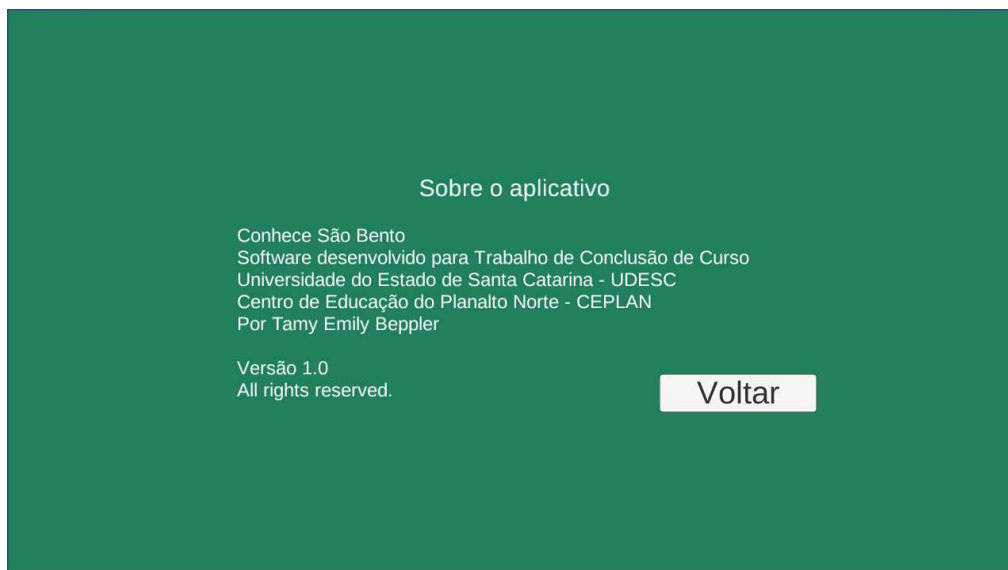 Sobre o aplicativo
Conhece São Bento
Software desenvolvido para Trabalho de Conclusão de Curso
Universidade do Estado de Santa Catarina - UDESC
Centro de Educação do Planalto Norte - CEPLAN
Por Tamy Emily Beppler
Versão 1.0
All rights reserved.
Voltar